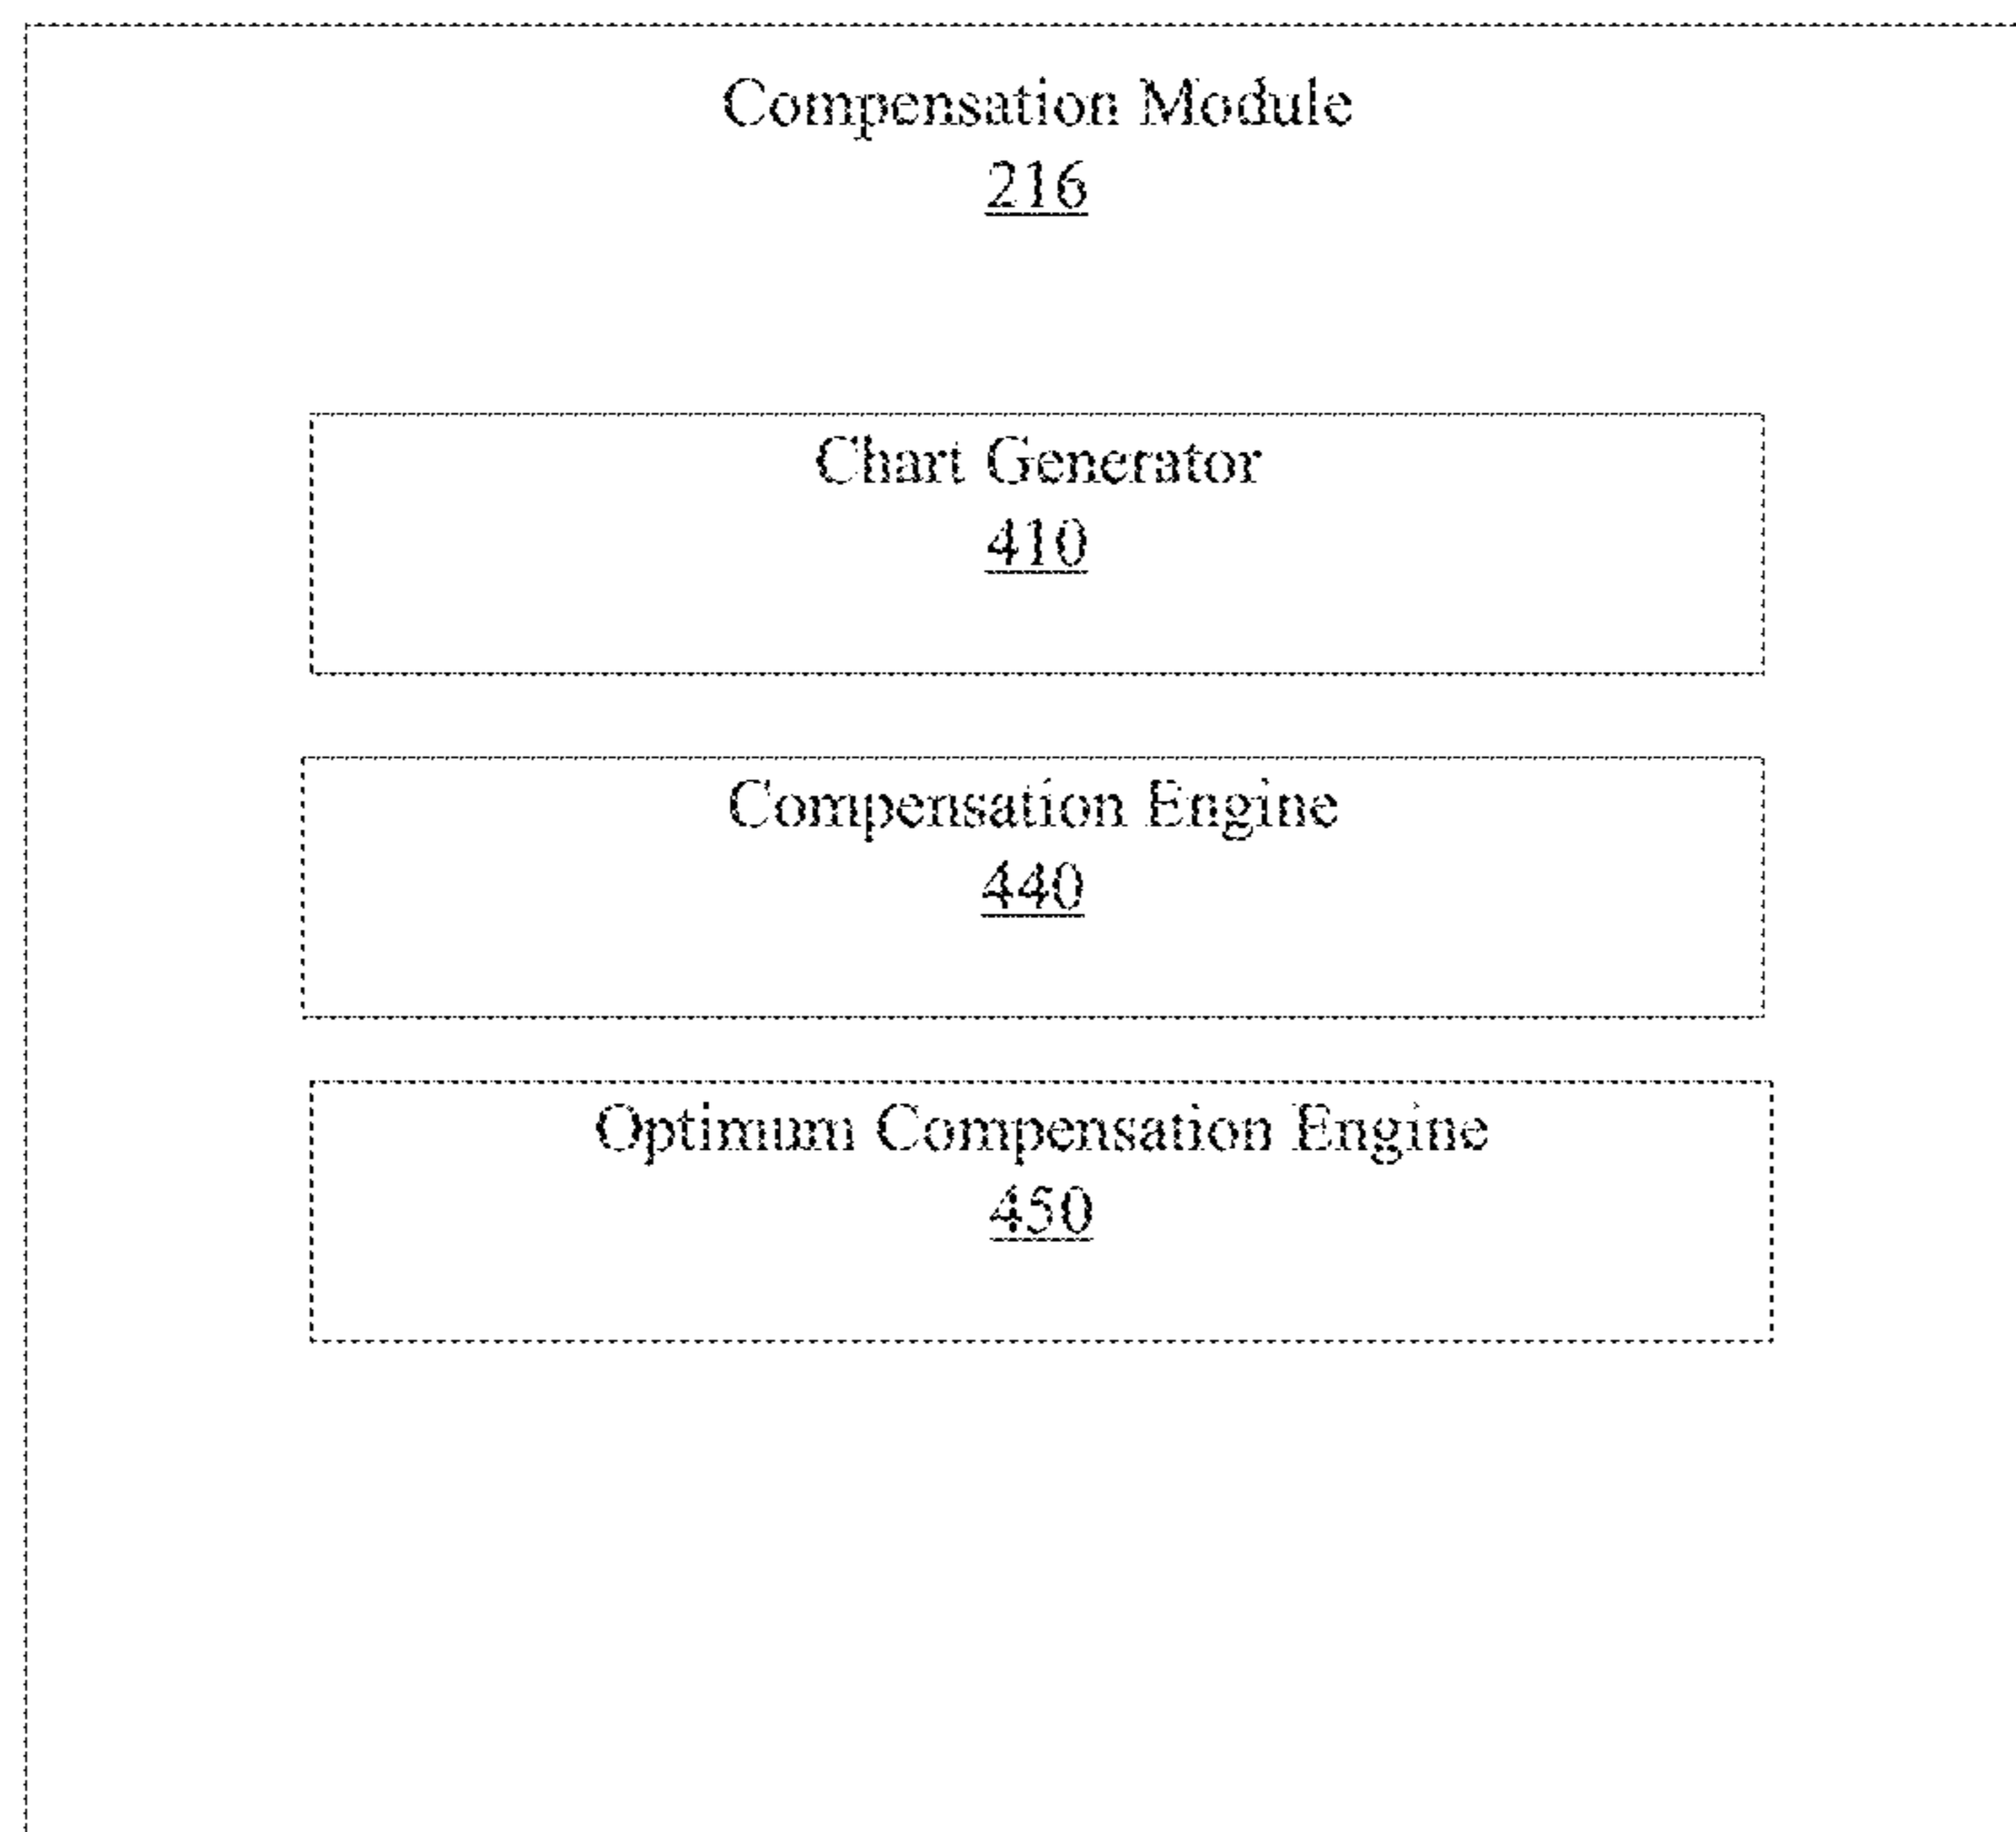 Compensation Module
216
Chart Generator
410
Compensation Engine
440
Optimum Compensation Engine
450